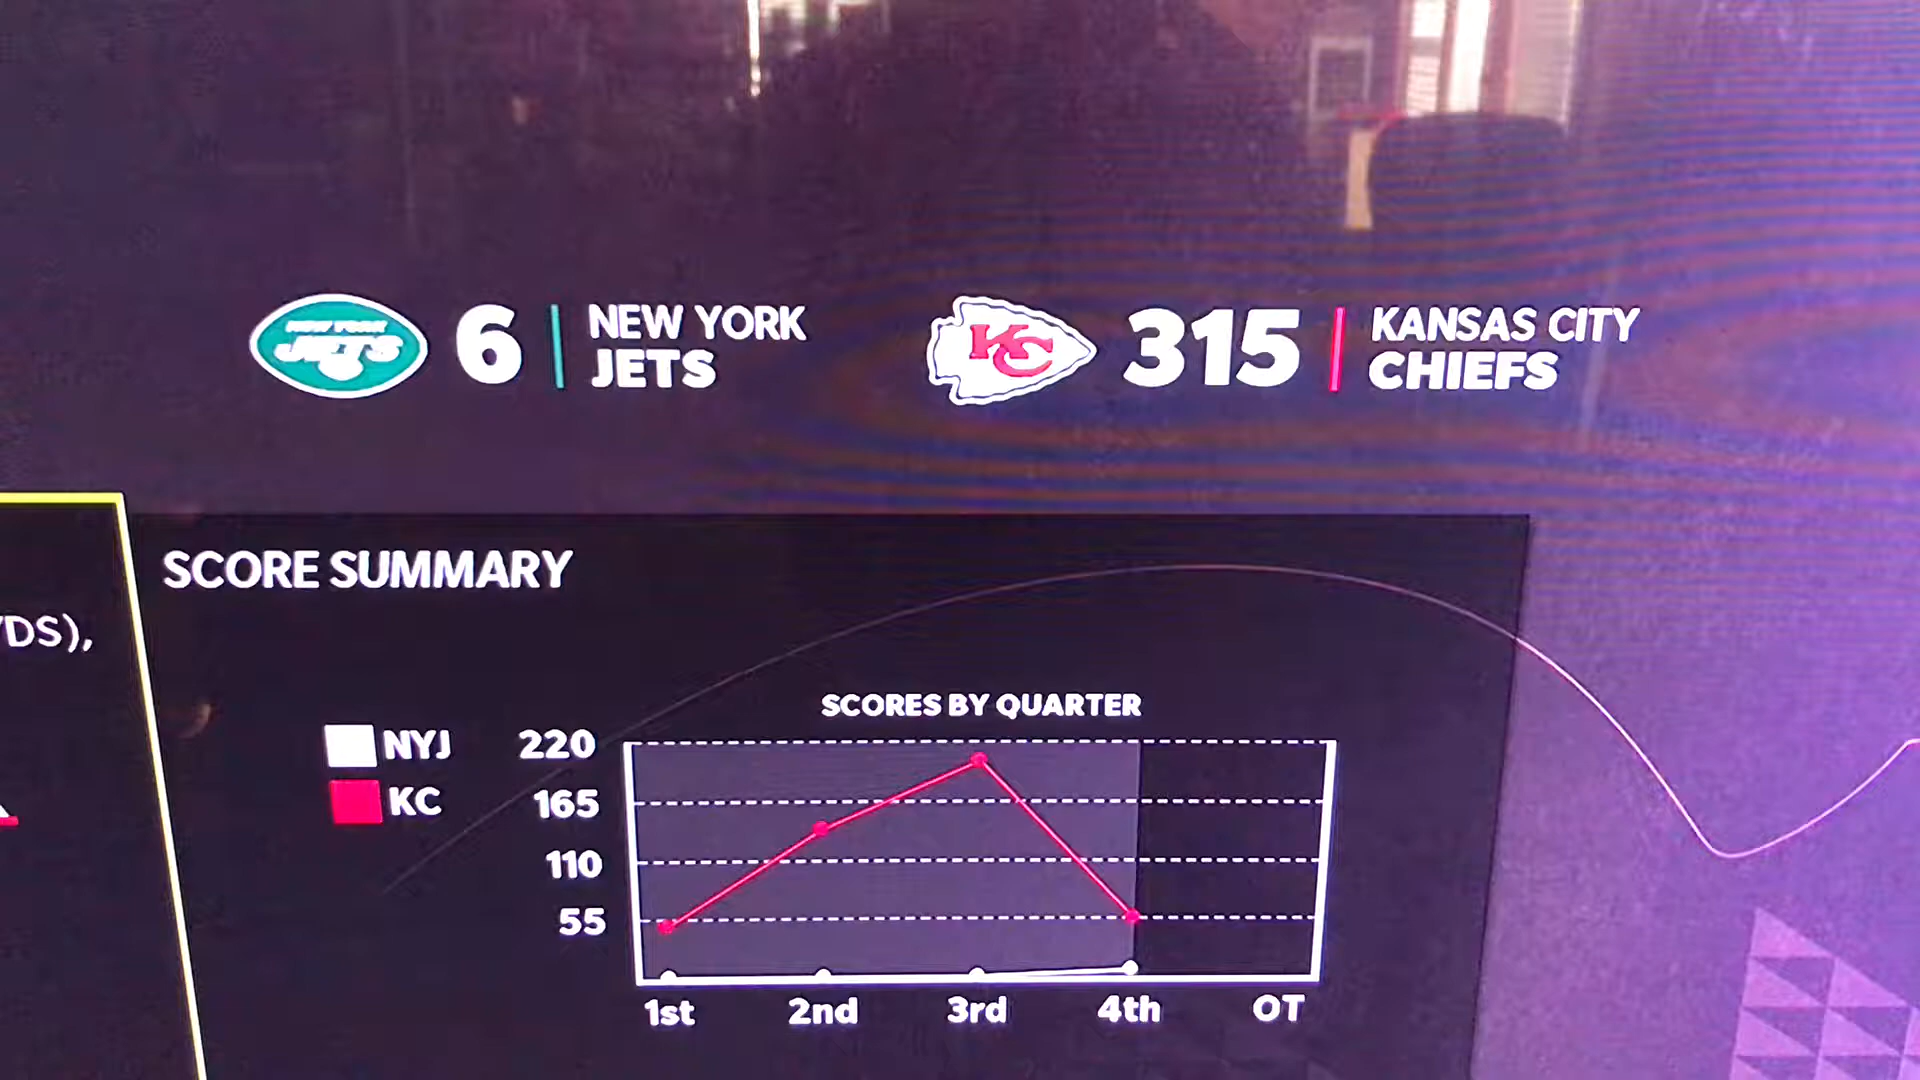 NEW YORK
JETS
6
NEW YORK
JETS
KC
315
KANSAS CITY
CHIEFS
SCORE SUMMARY
YDS),
SCORES BY QUARTER
NYJ
KC
220
165
110
55
1st
2nd
3rd
4th
OT